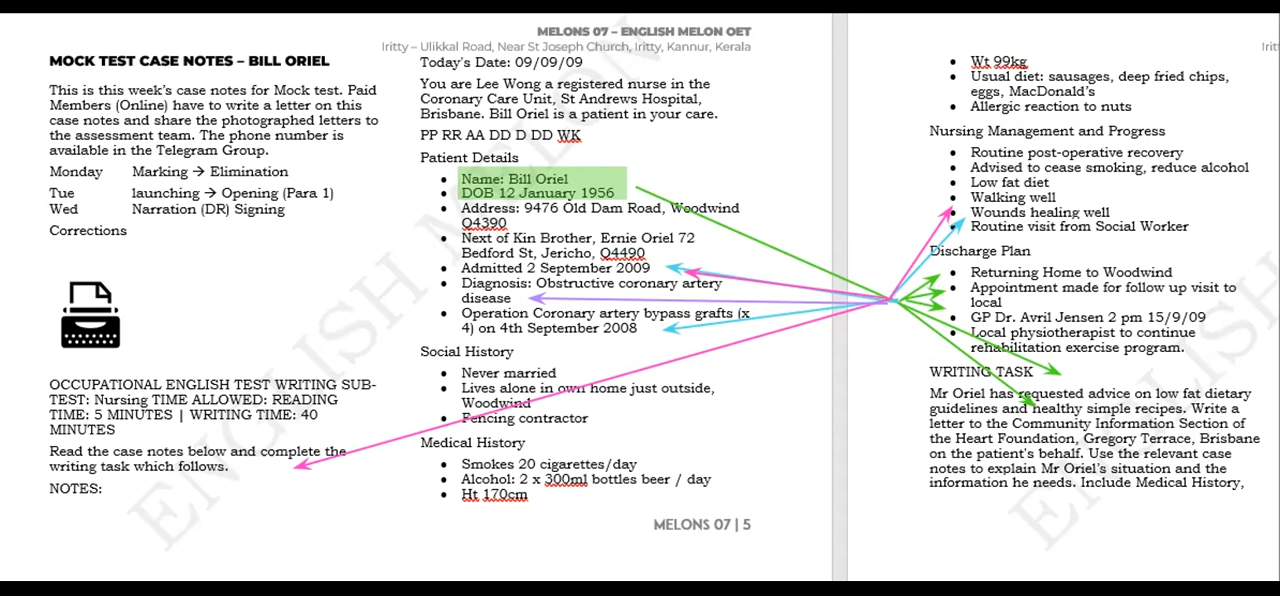 MELONS 07 – ENGLISH MELON OET
Iritty – Ulikkal Road, Near St Joseph Church, Iritty, Kannur, Kerala
MOCK TEST CASE NOTES – BILL ORIEL
This is this week's case notes for Mock test. Paid
Members (Online) have to write a letter on this
case notes and share the photographed letters to
the assessment team. The phone number is
available in the Telegram Group.
Monday Marking → Elimination
Tue launching → Opening (Para 1)
Wed Narration (DR) Signing
Corrections
OCCUPATIONAL ENGLISH TEST WRITING SUB-
TEST: Nursing TIME ALLOWED: READING
TIME: 5 MINUTES | WRITING TIME: 40
MINUTES
Read the case notes below and complete the
writing task which follows.
NOTES:
Today's Date: 09/09/09
You are Lee Wong a registered nurse in the
Coronary Care Unit, St Andrews Hospital,
Brisbane. Bill Oriel is a patient in your care.
PP RR AA DD D DD WK
Patient Details
• Name: Bill Oriel
• DOB 12 January 1956
• Address: 9476 Old Dam Road, Woodwind
Q4390
• Next of Kin Brother, Ernie Oriel 72
Bedford St, Jericho, Q4490
• Admitted 2 September 2009
• Diagnosis: Obstructive coronary artery
disease
• Operation Coronary artery bypass grafts (x
4) on 4th September 2008
Social History
• Never married
• Lives alone in own home just outside,
Woodwind
• Fencing contractor
Medical History
• Smokes 20 cigarettes/day
• Alcohol: 2 x 300ml bottles beer / day
• Ht 170cm
MELONS 07 | 5
Irit
• Wt 99kg
• Usual diet: sausages, deep fried chips,
eggs, MacDonald's
• Allergic reaction to nuts
Nursing Management and Progress
• Routine post-operative recovery
• Advised to cease smoking, reduce alcohol
• Low fat diet
• Walking well
• Wounds healing well
• Routine visit from Social Worker
Discharge Plan
• Returning Home to Woodwind
• Appointment made for follow up visit to
local
• GP Dr. Avril Jensen 2 pm 15/9/09
• Local physiotherapist to continue
rehabilitation exercise program.
WRITING TASK
Mr Oriel has requested advice on low fat dietary
guidelines and healthy simple recipes. Write a
letter to the Community Information Section of
the Heart Foundation, Gregory Terrace, Brisbane
on the patient's behalf. Use the relevant case
notes to explain Mr Oriel's situation and the
information he needs. Include Medical History,
ENGLISH MELON
ENGLISH